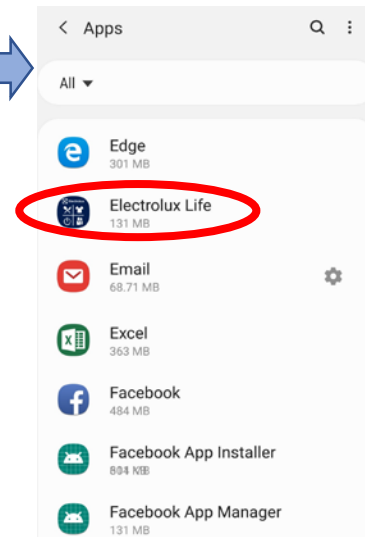 Apps
All
Edge
301 MB
Electrolux Life
131 MB
Email
68.71 MB
Excel
363 MB
Facebook
484 MB
Facebook App Installer
Facebook App Manager
131 MB